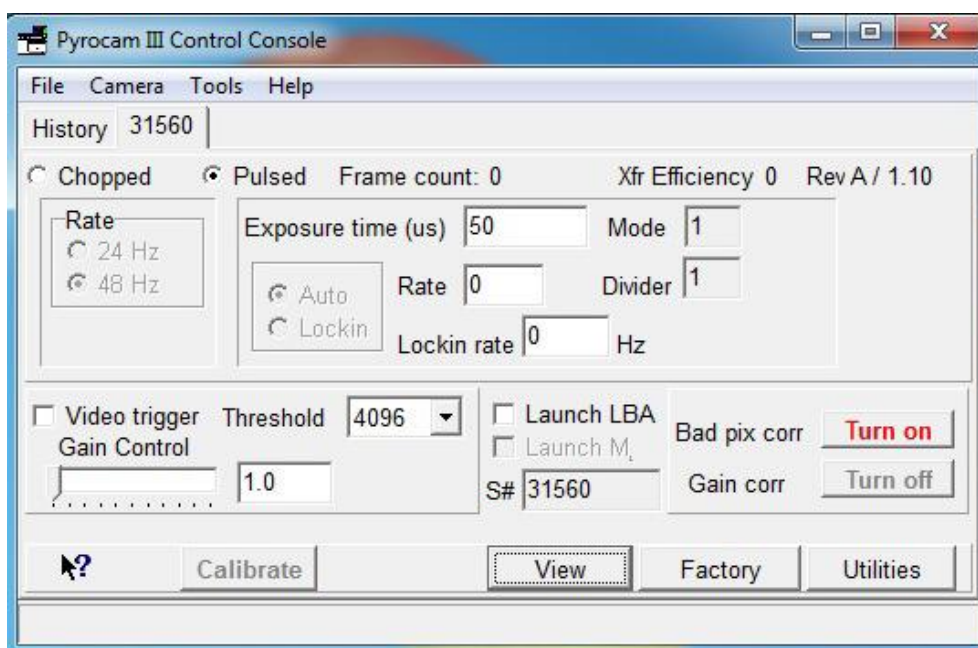 Pyrocam III Control Console
File Camera Tools Help
History 31560
Chopped Pulsed Frame count: 0 Xfr Efficiency 0 Rev A / 1.10
Rate
24 Hz
48 Hz
Exposure time (us) 50 Mode 1
Auto
Lockin
Rate 0 Divider 1
Lockin rate 0 Hz
Video trigger Threshold 4096
Gain Control
1.0
Launch LBA
Launch M
S# 31560
Bad pix corr Turn on
Gain corr Turn off
? Calibrate View Factory Utilities